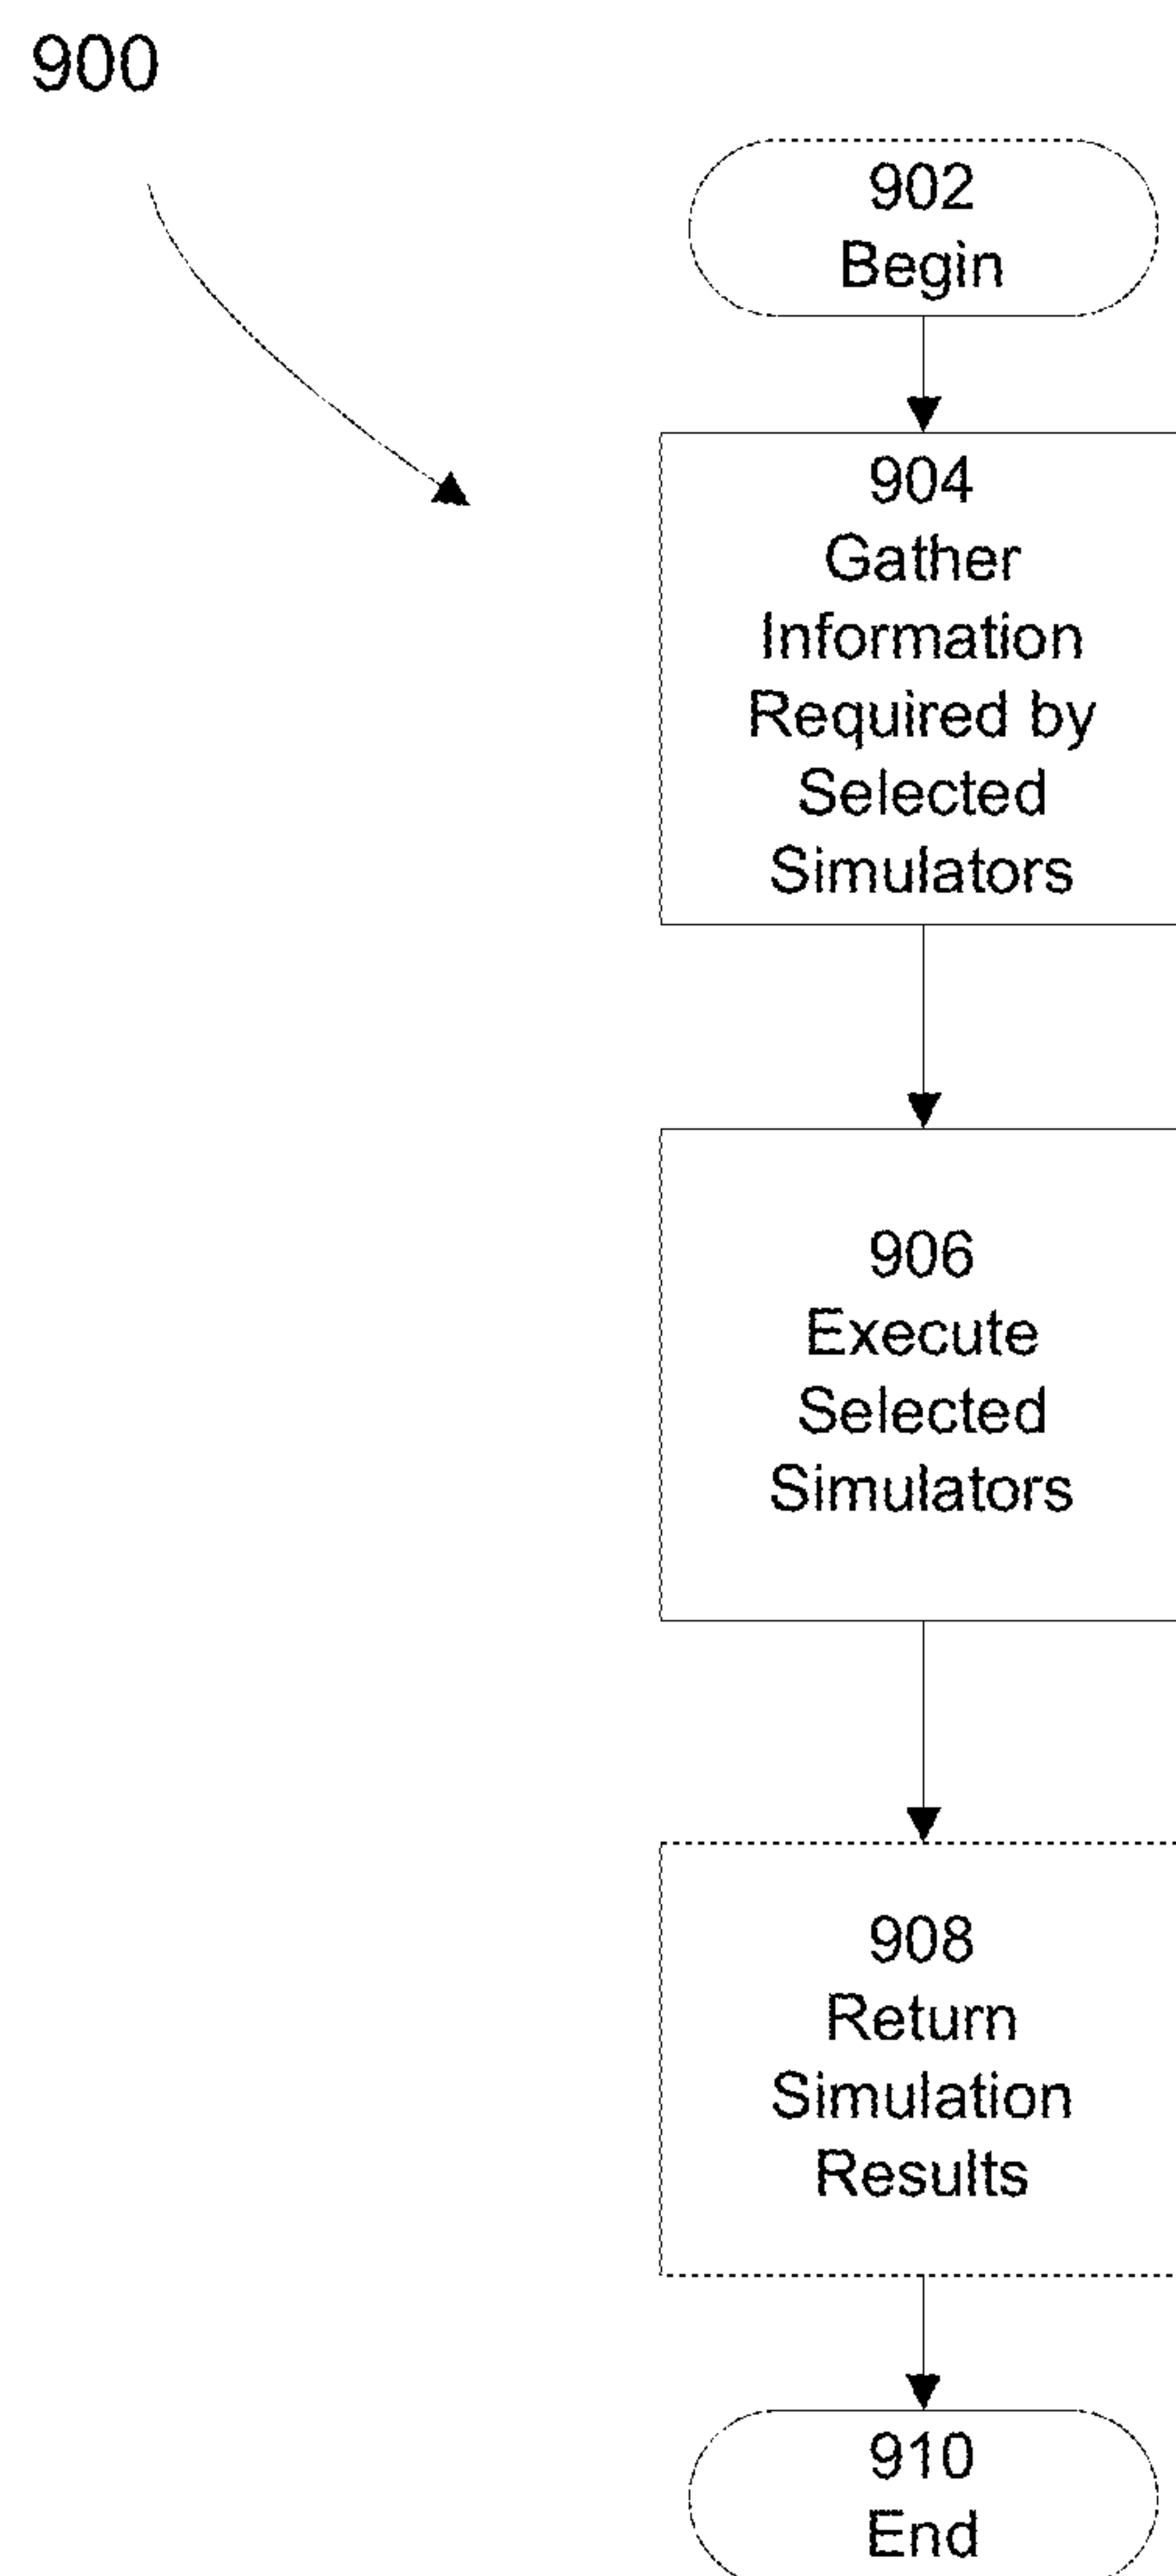 900
902
Begin
904
Gather
Information
Required by
Selected
Simulators
906
Execute
Selected
Simulators
908
Return
Simulation
Results
910
End